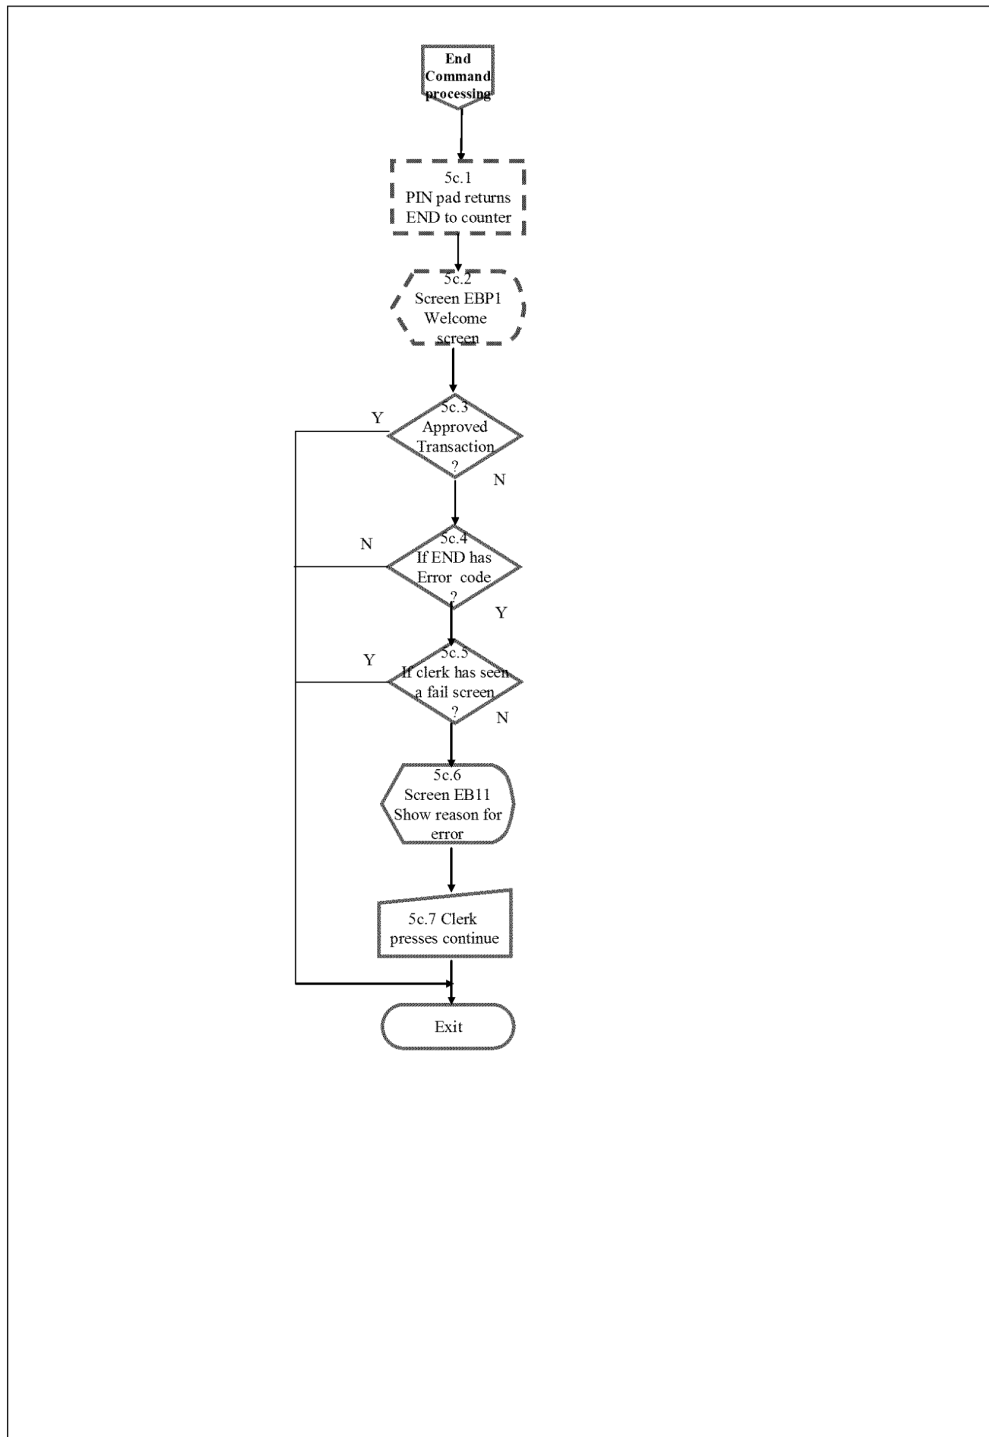 End
Command
processing
5c.1
PIN pad returns
END to counter
5c.2
Screen EBP1
Welcome
screen
Y
5c.3
Approved
Transaction
?
N
N
5c.4
If END has
Error code
?
Y
Y
5c.5
If clerk has seen
a fail screen
?
N
5c.6
Screen EB11
Show reason for
error
5c.7 Clerk
presses continue
Exit